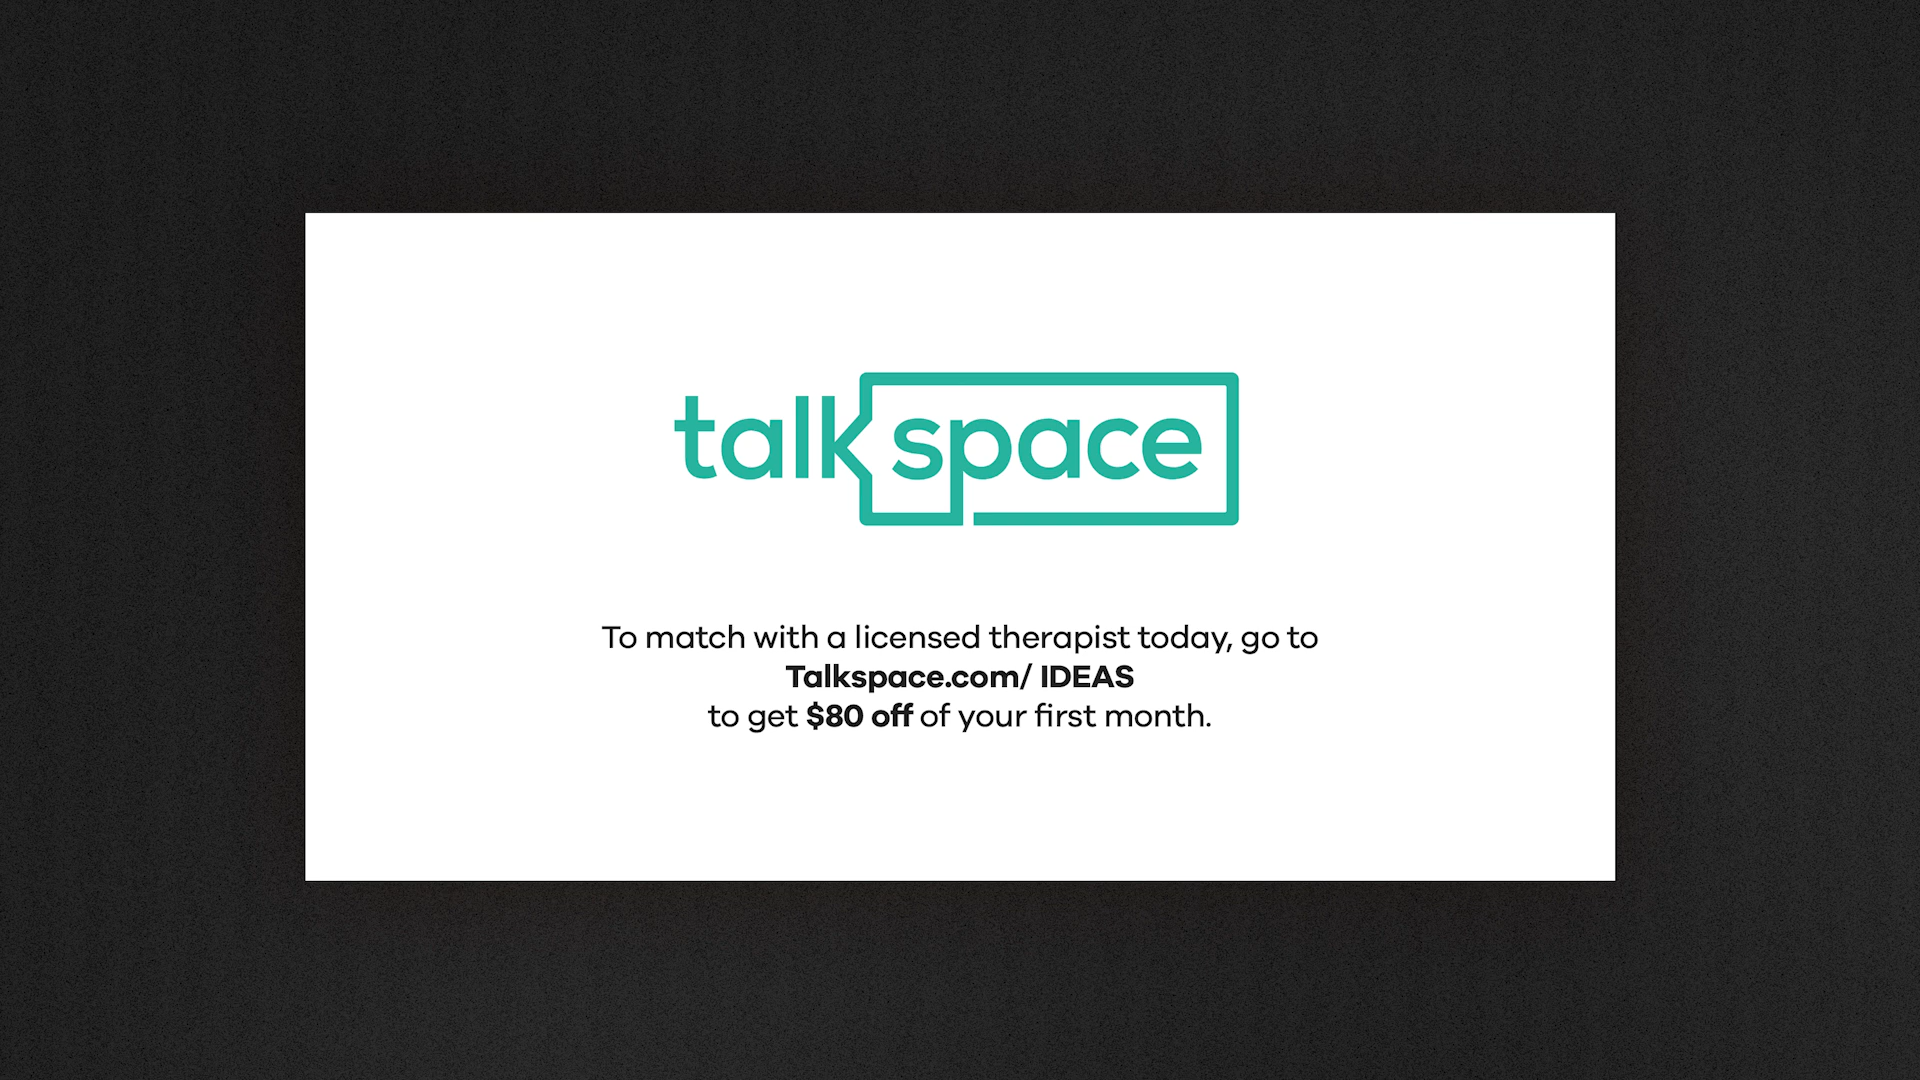 talkspace
To match with a licensed therapist today, go to
Talkspace.com/ IDEAS
to get $80 off of your first month.